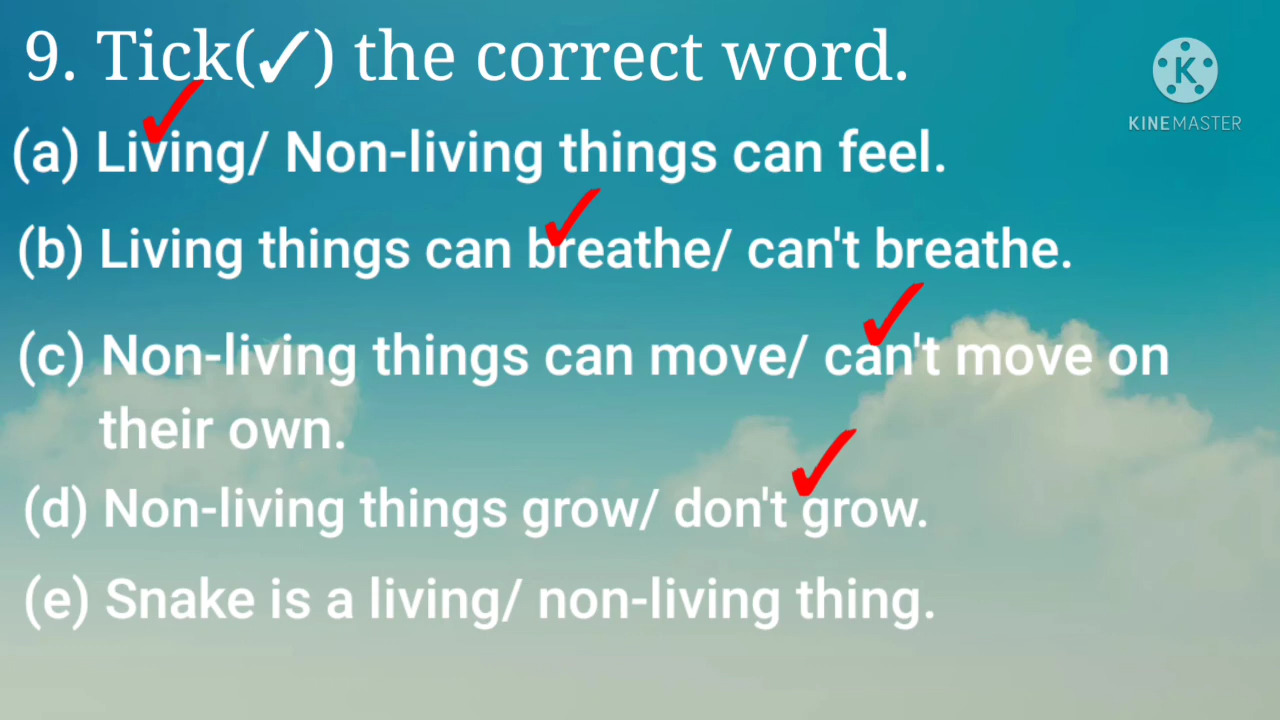 9. Tick(✓) the correct word.
KINEMASTER
(a) Living/ Non-living things can feel.
(b) Living things can breathe/ can't breathe.
(c) Non-living things can move/ can't move on
their own.
(d) Non-living things grow/ don't grow.
(e) Snake is a living/ non-living thing.